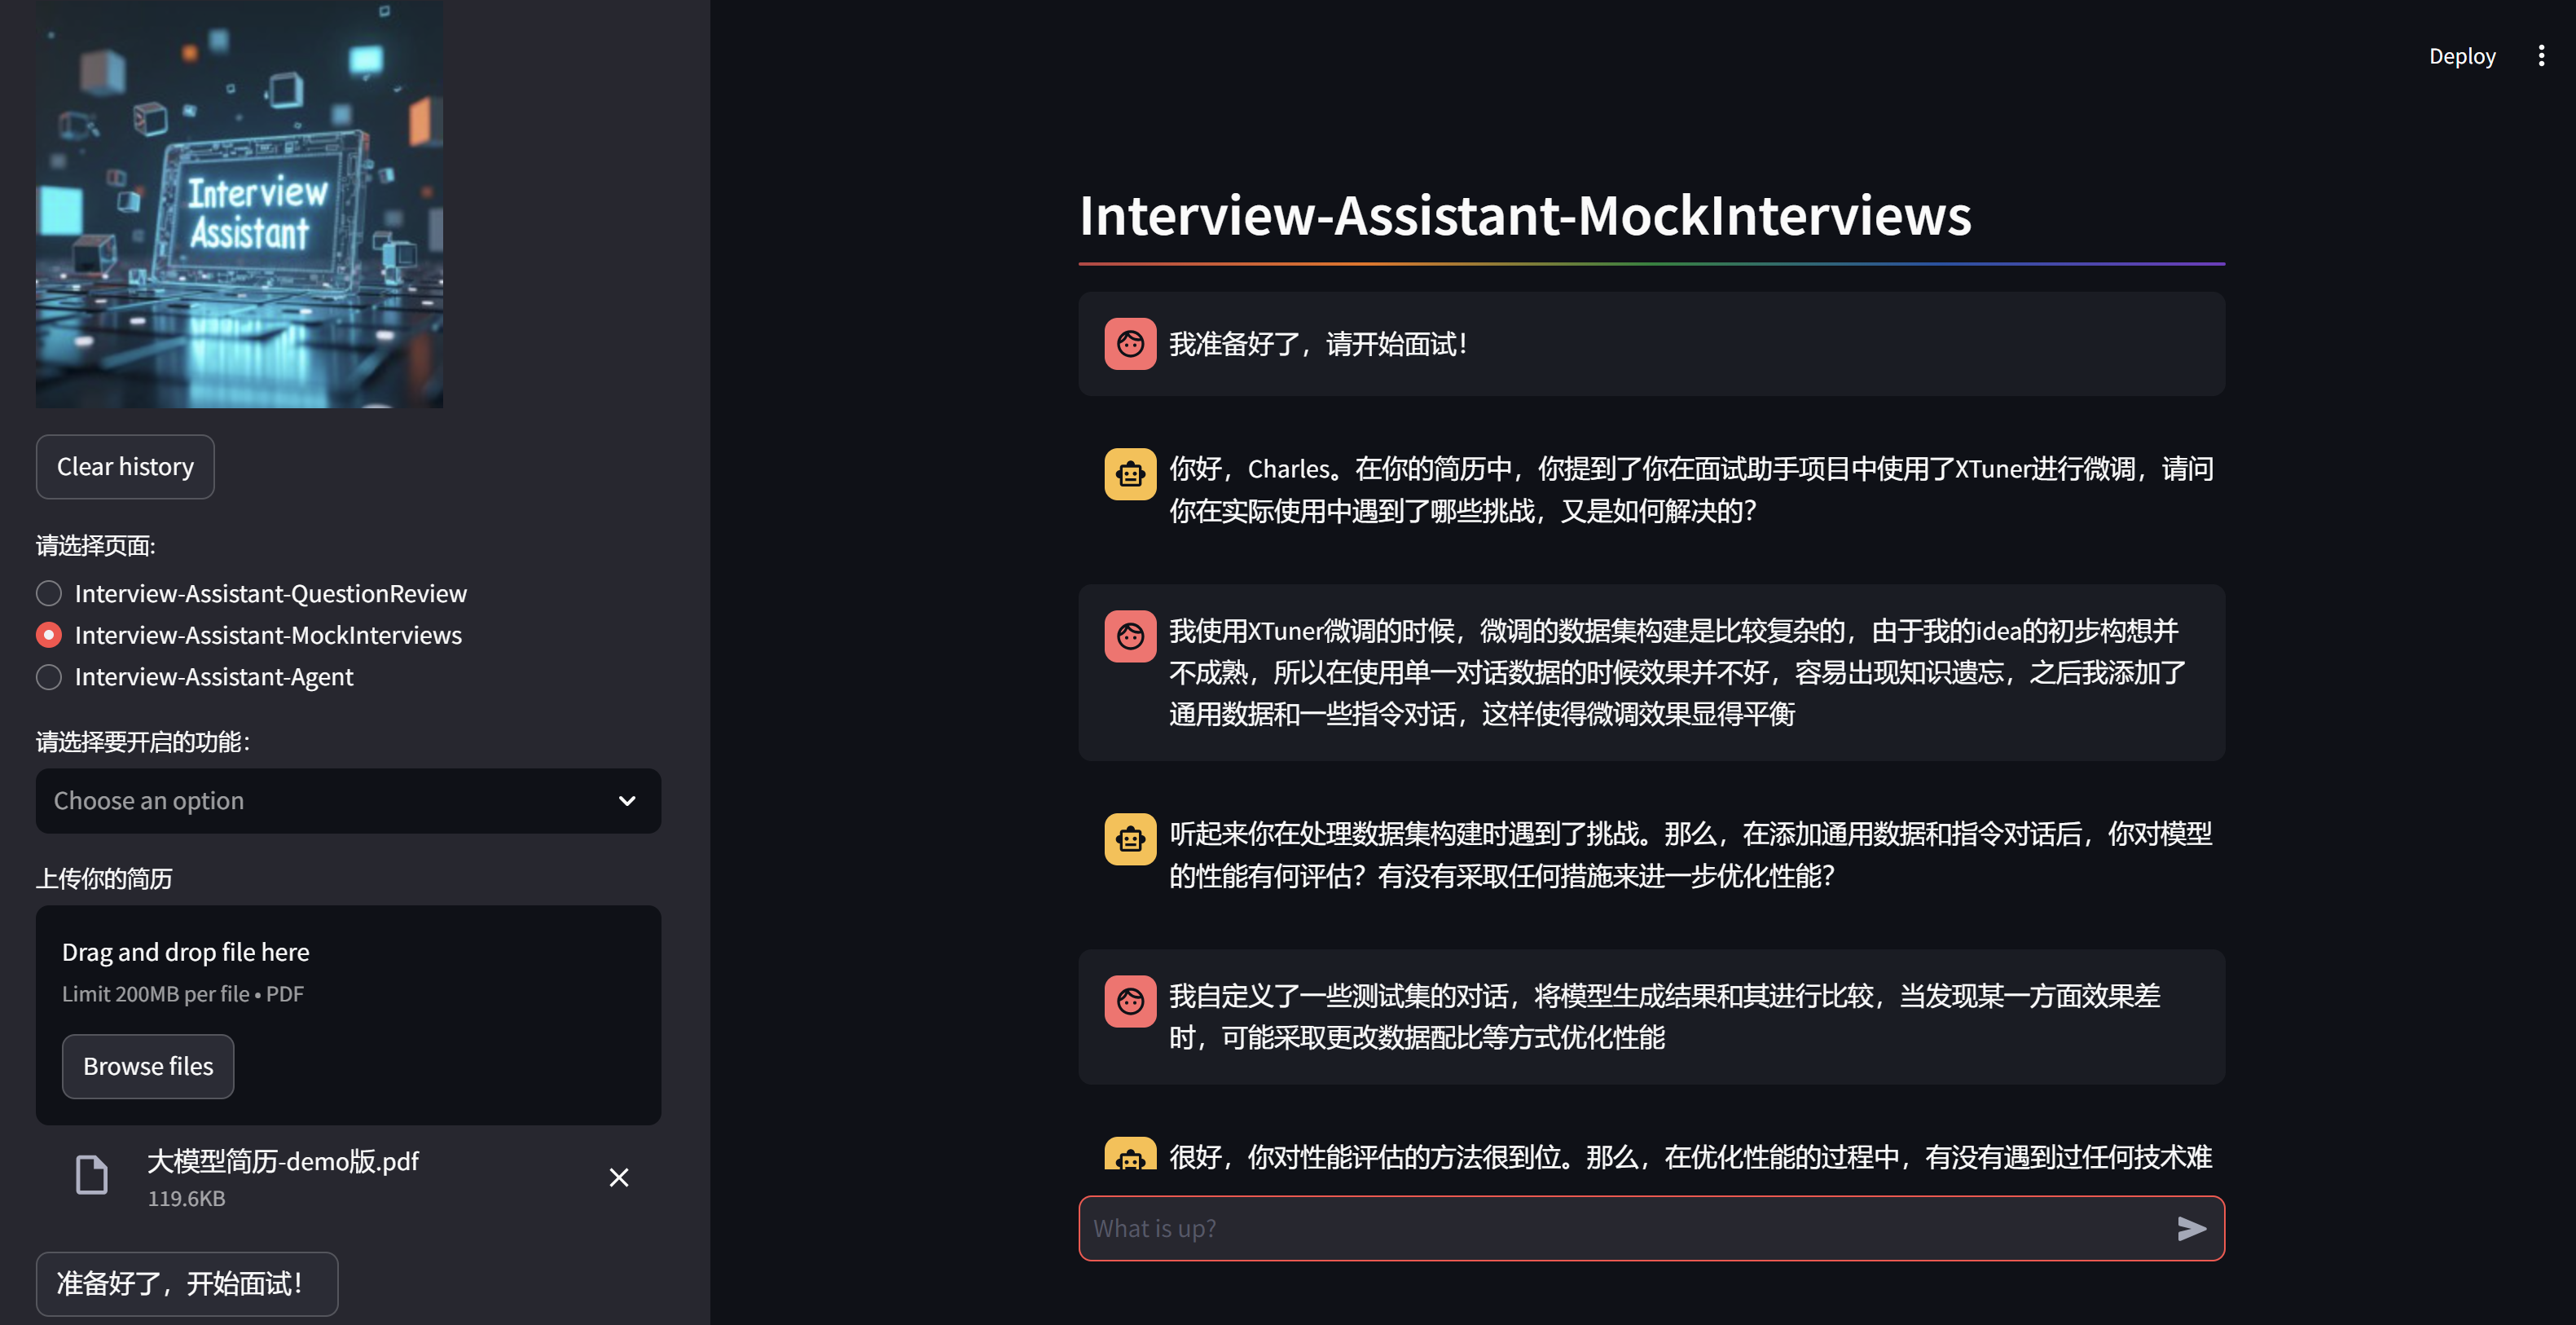 Interview
Assistant
Clear history
请选择页面:
Interview-Assistant-QuestionReview
Interview-Assistant-MockInterviews
Interview-Assistant-Agent
请选择要开启的功能：
Choose an option
上传你的简历
Drag and drop file here
Limit 200MB per file • PDF
Browse files
大模型简历-demo版.pdf
119.6KB
准备好了，开始面试！
Deploy
Interview-Assistant-MockInterviews
我准备好了，请开始面试！
你好，Charles。在你的简历中，你提到了你在面试助手项目中使用了XTuner进行微调，请问
你在实际使用中遇到了哪些挑战，又是如何解决的？
我使用XTuner微调的时候，微调的数据集构建是比较复杂的，由于我的idea的初步构想并
不成熟，所以在使用单一对话数据的时候效果并不好，容易出现知识遗忘，之后我添加了
通用数据和一些指令对话，这样使得微调效果显得平衡
听起来你在处理数据集构建时遇到了挑战。那么，在添加通用数据和指令对话后，你对模型
的性能有何评估？有没有采取任何措施来进一步优化性能？
我自定义了一些测试集的对话，将模型生成结果和其进行比较，当发现某一方面效果差
时，可能采取更改数据配比等方式优化性能
很好，你对性能评估的方法很到位。那么，在优化性能的过程中，有没有遇到过任何技术难
What is up?